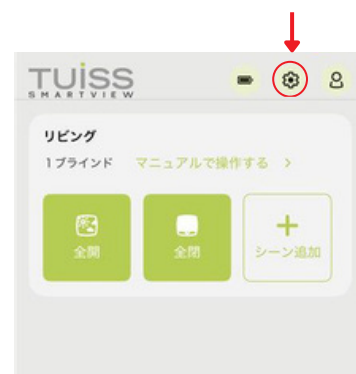 TUiSS
SMARTVIEW
リビング
1ブラインド マニュアルで操作する >
全開 全閉 シーン追加